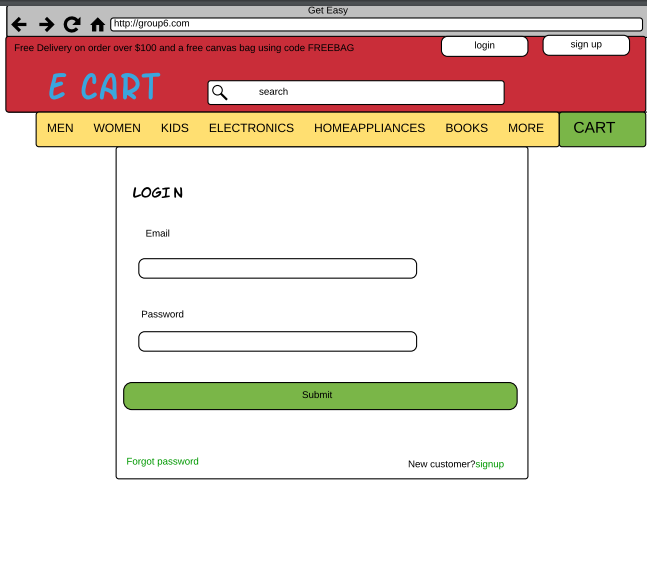 Get Easy
http://group6.com
Free Delivery on order over $100 and a free canvas bag using code FREEBAG
login
sign up
E CART
search
MEN WOMEN KIDS ELECTRONICS HOMEAPPLIANCES BOOKS MORE CART
LOGIN
Email
Password
Submit
Forgot password
New customer?signup